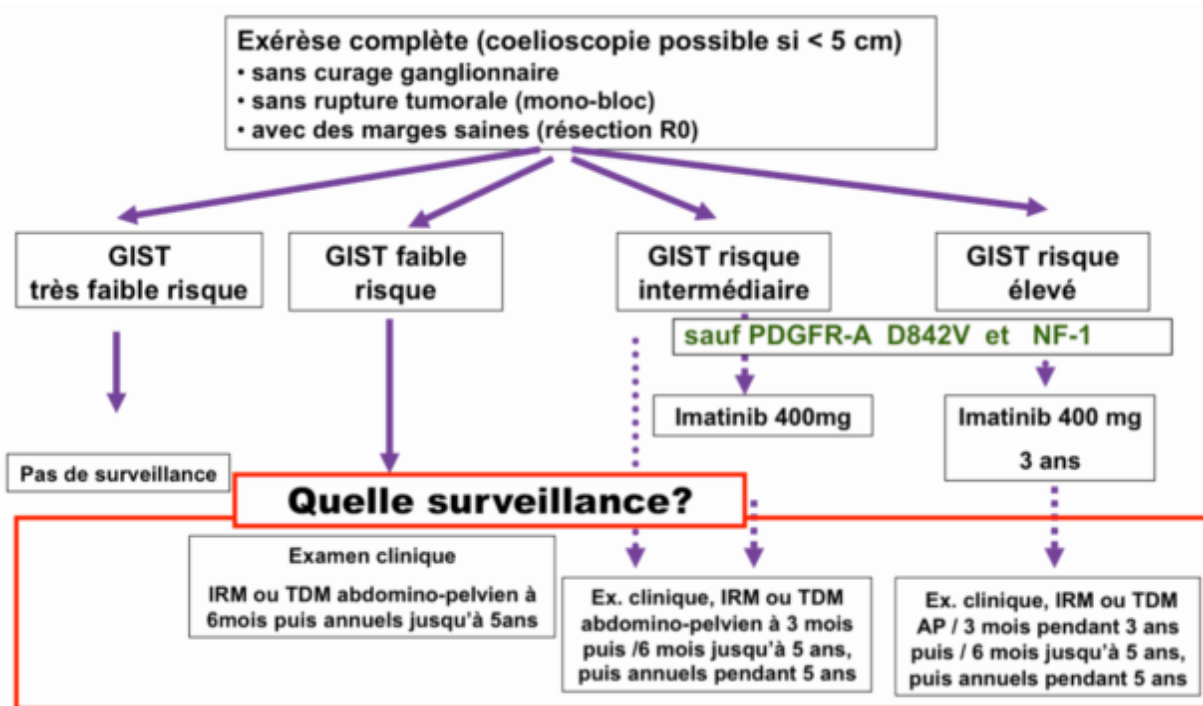 Exérèse complète (coelioscopie possible si < 5 cm)
• sans curage ganglionnaire
• sans rupture tumorale (mono-bloc)
• avec des marges saines (résection R0)
GIST
très faible risque
GIST faible
risque
GIST risque
intermédiaire
GIST risque
élevé
sauf PDGFR-A D842V et NF-1
Imatinib 400mg
Imatinib 400 mg
3 ans
Pas de surveillance
Quelle surveillance?
Examen clinique
IRM ou TDM abdomino-pelvien à
6mois puis annuels jusqu'à 5ans
Ex. clinique, IRM ou TDM
abdomino-pelvien à 3 mois
puis /6 mois jusqu'à 5 ans,
puis annuels pendant 5 ans
Ex. clinique, IRM ou TDM
AP / 3 mois pendant 3 ans
puis / 6 mois jusqu'à 5 ans,
puis annuels pendant 5 ans